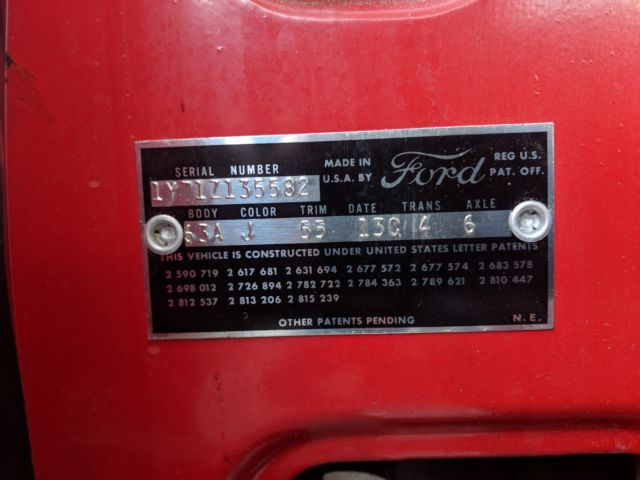 SERIAL NUMBER
1Y71Z135582
MADE IN
U.S.A. BY
Ford
REG U.S.
PAT. OFF.
BODY COLOR TRIM DATE TRANS AXLE
63A J 55 13G 4 6
THIS VEHICLE IS CONSTRUCTED UNDER UNITED STATES LETTER PATENTS
2 590 719 2 617 681 2 631 694 2 677 572 2 677 574 2 683 578
2 698 012 2 726 894 2 782 722 2 784 363 2 789 621 2 810 447
2 812 537 2 813 206 2 815 239
OTHER PATENTS PENDING
N. E.